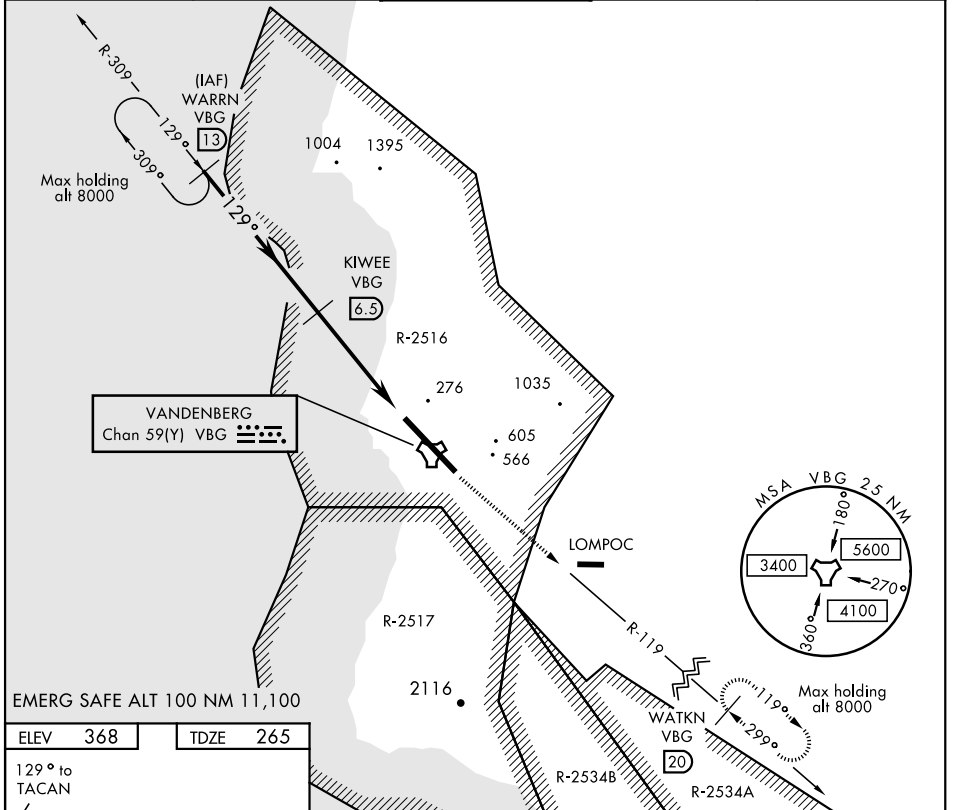 R-309
(IAF)
WARRN
VBG
13
129°
309°
Max holding
alt 8000
129°
1004
1395
KIWEE
VBG
6.5
R-2516
276
1035
VANDENBERG
Chan 59(Y) VBG
605
566
LOMPOC
MSA VBG 25 NM
180°
3400
5600
270°
4100
360°
R-2517
R-119
2116
EMERG SAFE ALT 100 NM 11,100
119°
299°
Max holding
alt 8000
WATKN
VBG
20
ELEV 368
TDZE 265
129° to
TACAN
R-2534B
R-2534A